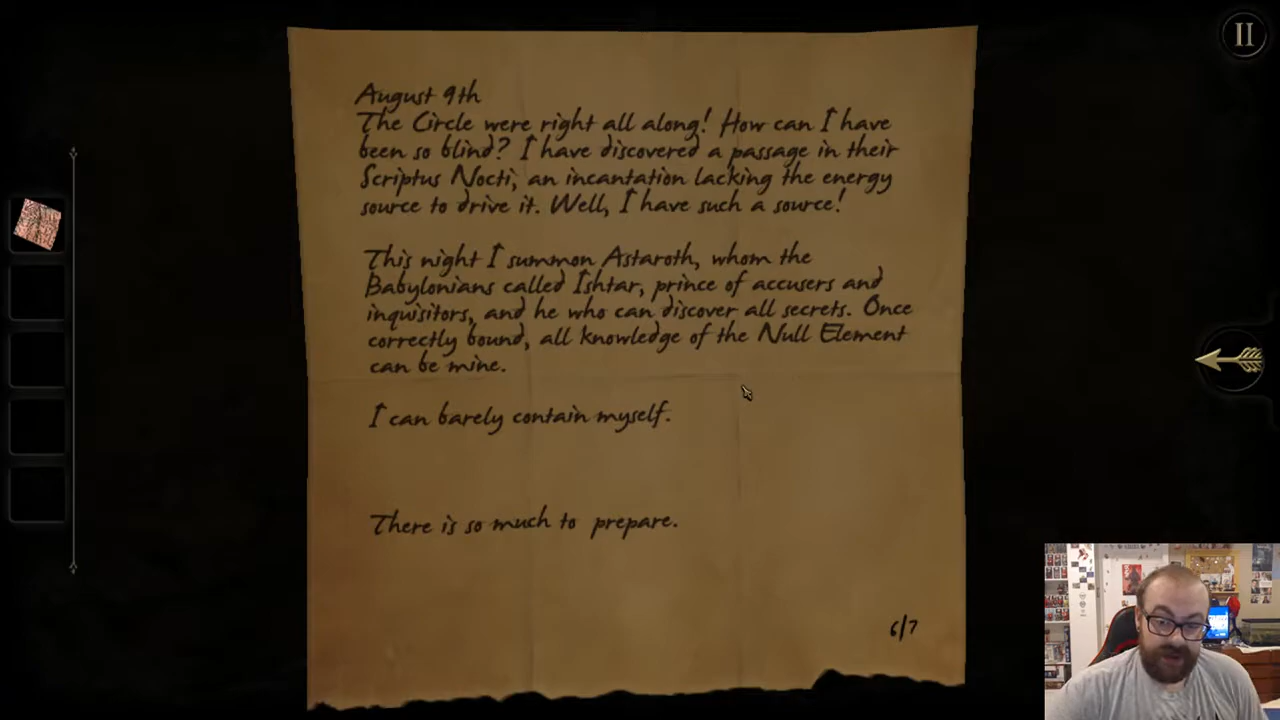 August 9th
The Circle were right all along! How can I have
been so blind? I have discovered a passage in their
Scriptus Nocti, an incantation lacking the energy
source to drive it. Well, I have such a source!
This night I summon Astaroth, whom the
Babylonians called Ishtar, prince of accusers and
inquisitors, and he who can discover all secrets. Once
correctly bound, all knowledge of the Null Element
can be mine.
I can barely contain myself.
There is so much to prepare.
6/7